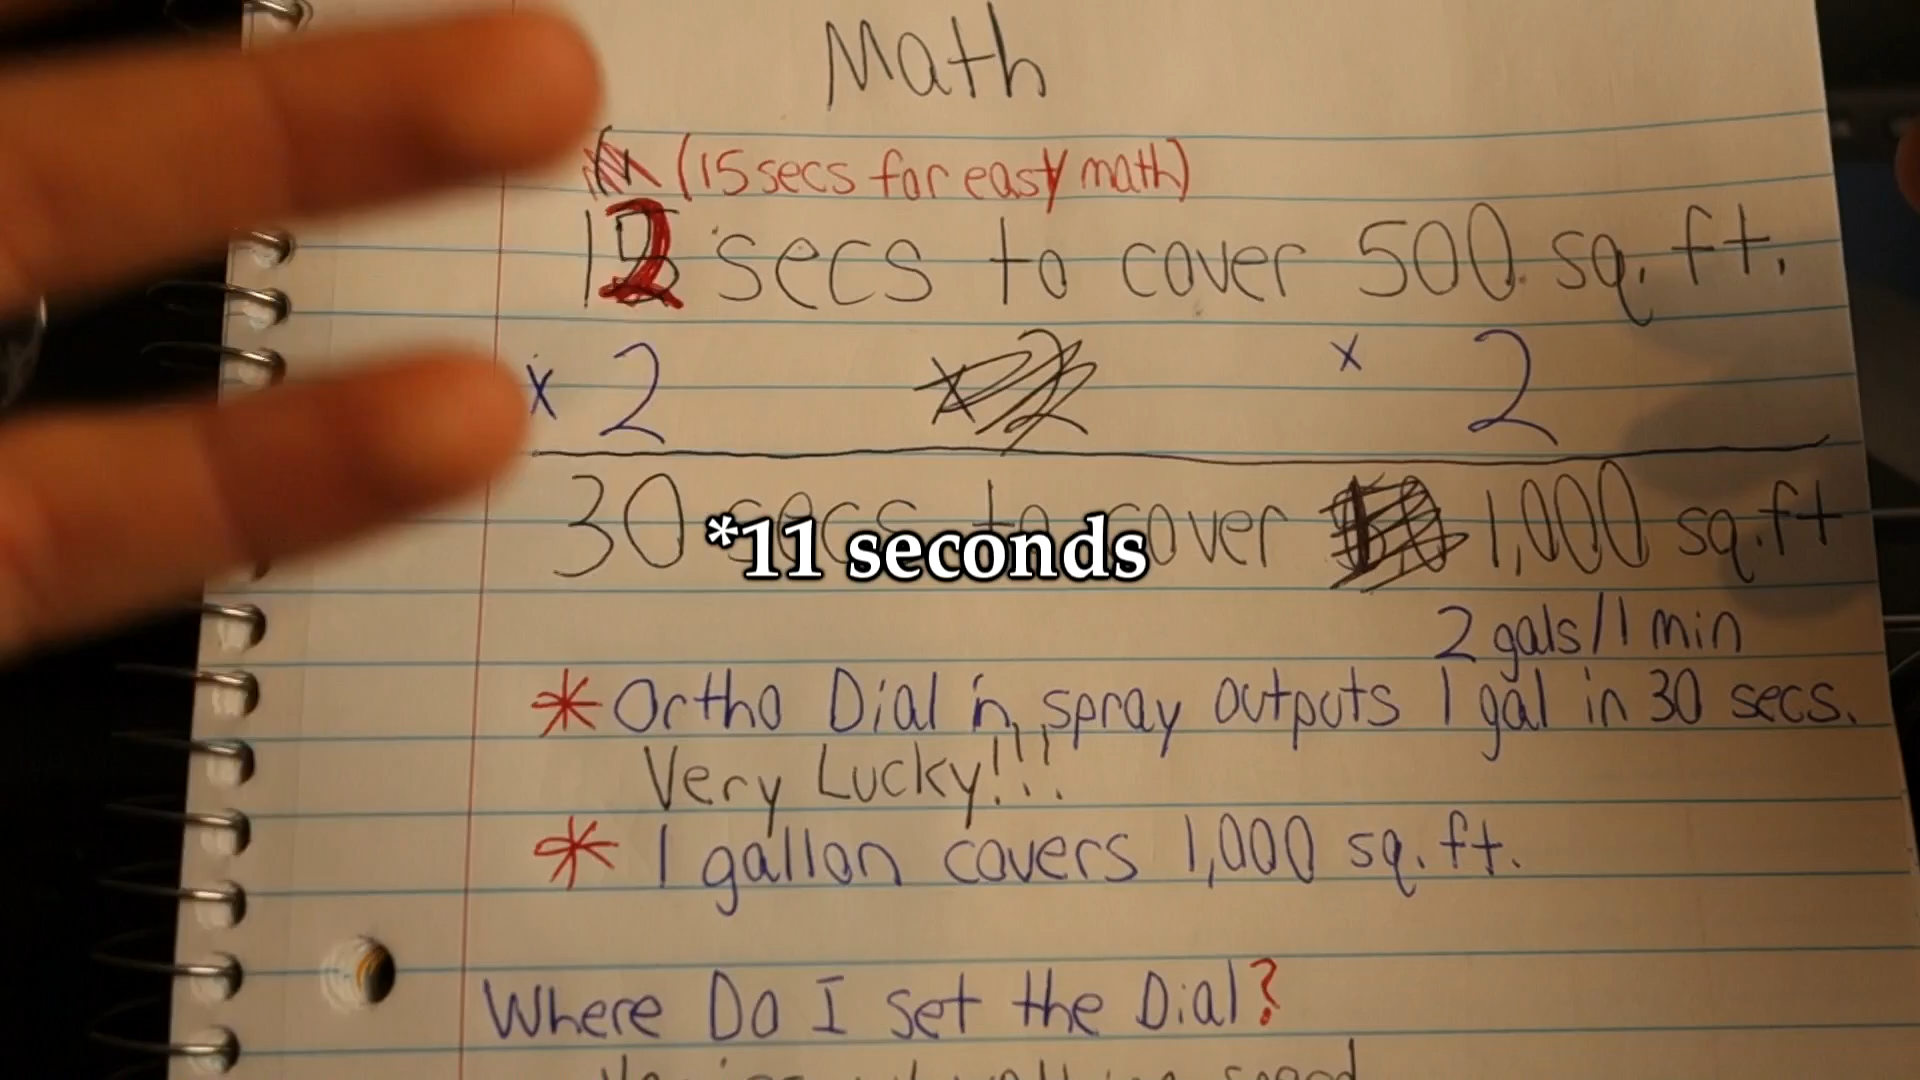 Math
(15 secs for easy math)
12 secs to cover 500 sq. ft.
x 2 x 2 x 2
30 secs to cover 1,000 sq.ft
*11 seconds
2 gals/1 min
* Ortho Dial in spray outputs 1 gal in 30 secs.
Very Lucky!!!
* 1 gallon covers 1,000 sq. ft.
Where Do I set the Dial?